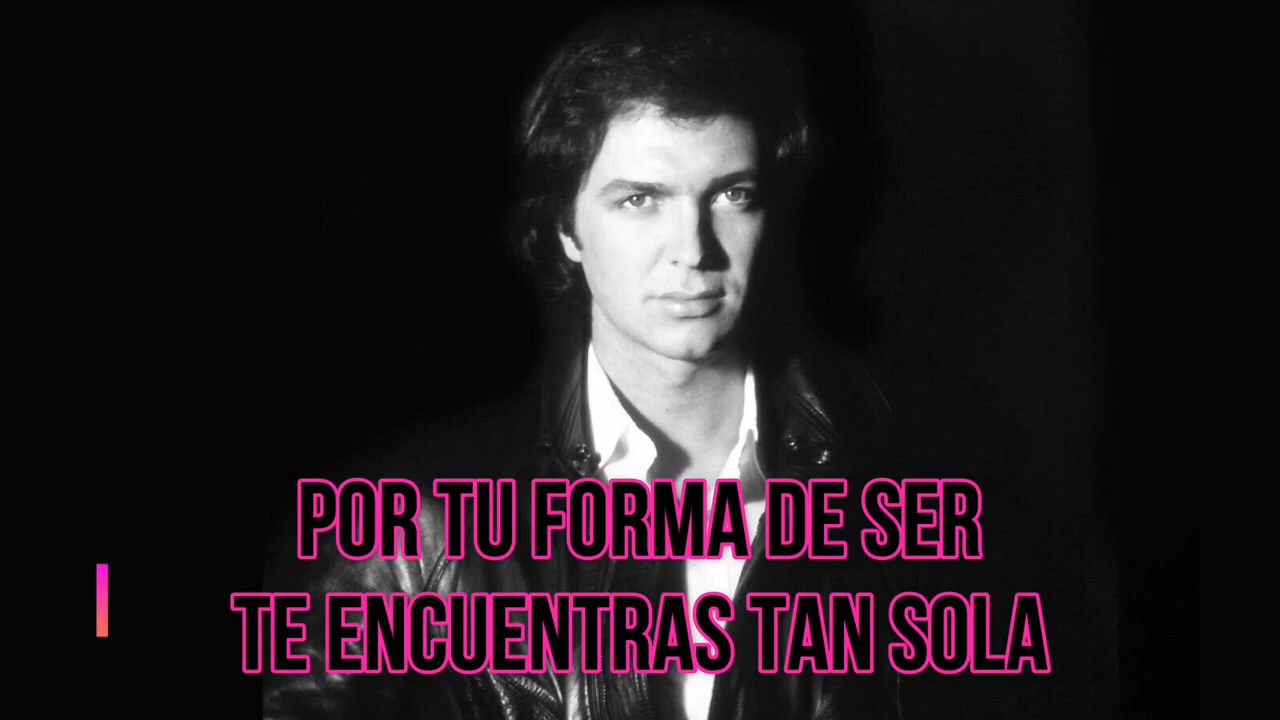 POR TU FORMA DE SER
TE ENCUENTRAS TAN SOLA